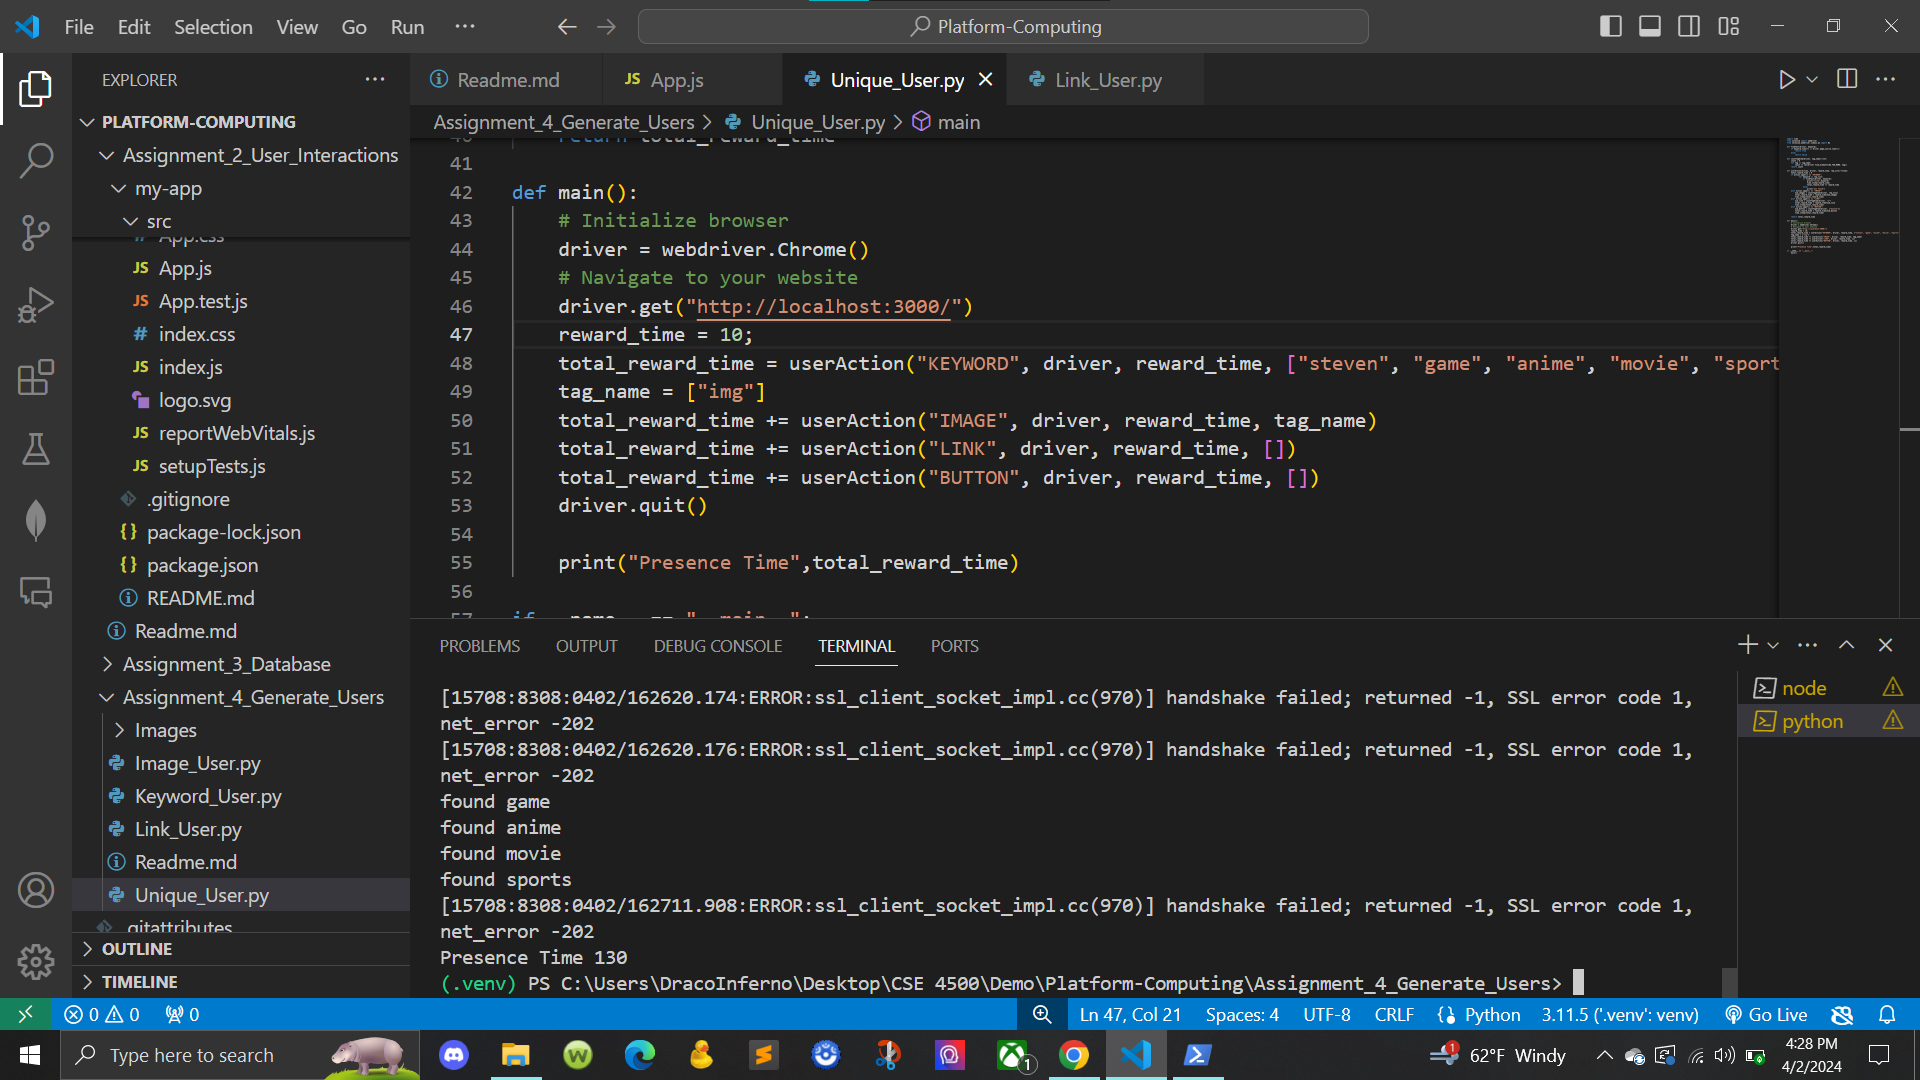 File Edit Selection View Go Run ···
Platform-Computing
EXPLORER
Readme.md
JS App.js
Unique_User.py
Link_User.py
PLATFORM-COMPUTING
Assignment_2_User_Interactions
my-app
src
# App.css
JS App.js
JS App.test.js
# index.css
JS index.js
logo.svg
JS reportWebVitals.js
JS setupTests.js
.gitignore
{} package-lock.json
{} package.json
README.md
Readme.md
Assignment_3_Database
Assignment_4_Generate_Users
Images
Image_User.py
Keyword_User.py
Link_User.py
Readme.md
Unique_User.py
.gitattributes
OUTLINE
TIMELINE
Assignment_4_Generate_Users > Unique_User.py > main
40 return total_reward_time
41
42 def main():
43 # Initialize browser
44 driver = webdriver.Chrome()
45 # Navigate to your website
46 driver.get("http://localhost:3000/")
47 reward_time = 10;
48 total_reward_time = userAction("KEYWORD", driver, reward_time, ["steven", "game", "anime", "movie", "sport
49 tag_name = ["img"]
50 total_reward_time += userAction("IMAGE", driver, reward_time, tag_name)
51 total_reward_time += userAction("LINK", driver, reward_time, [])
52 total_reward_time += userAction("BUTTON", driver, reward_time, [])
53 driver.quit()
54
55 print("Presence Time",total_reward_time)
56
57 if __name__ == "__main__":
PROBLEMS OUTPUT DEBUG CONSOLE TERMINAL PORTS
[15708:8308:0402/162620.174:ERROR:ssl_client_socket_impl.cc(970)] handshake failed; returned -1, SSL error code 1,
net_error -202
[15708:8308:0402/162620.176:ERROR:ssl_client_socket_impl.cc(970)] handshake failed; returned -1, SSL error code 1,
net_error -202
found game
found anime
found movie
found sports
[15708:8308:0402/162711.908:ERROR:ssl_client_socket_impl.cc(970)] handshake failed; returned -1, SSL error code 1,
net_error -202
Presence Time 130
(.venv) PS C:\Users\DracoInferno\Desktop\CSE 4500\Demo\Platform-Computing\Assignment_4_Generate_Users>
node
python
0 0 0
Ln 47, Col 21 Spaces: 4 UTF-8 CRLF {} Python 3.11.5 ('.venv': venv) Go Live
Type here to search
1
1
62°F Windy
4:28 PM
4/2/2024